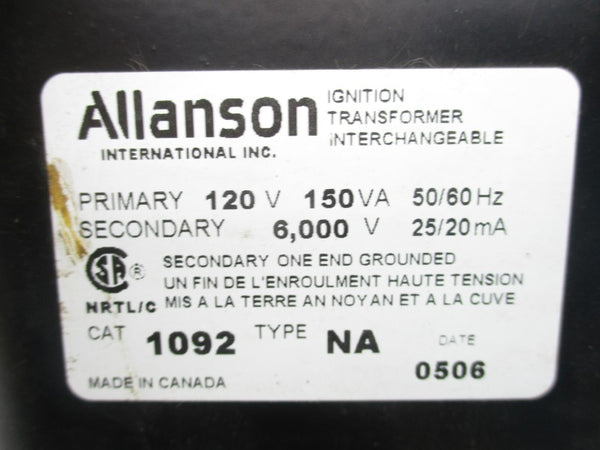 Allanson
INTERNATIONAL INC.
IGNITION
TRANSFORMER
INTERCHANGEABLE
PRIMARY 120 V 150 VA 50/60 Hz
SECONDARY 6,000 V 25/20 mA
SA ®
NRTL/C
SECONDARY ONE END GROUNDED
UN FIN DE L'ENROULMENT HAUTE TENSION
MIS A LA TERRE AN NOYAN ET A LA CUVE
CAT 1092 TYPE NA DATE 0506
MADE IN CANADA